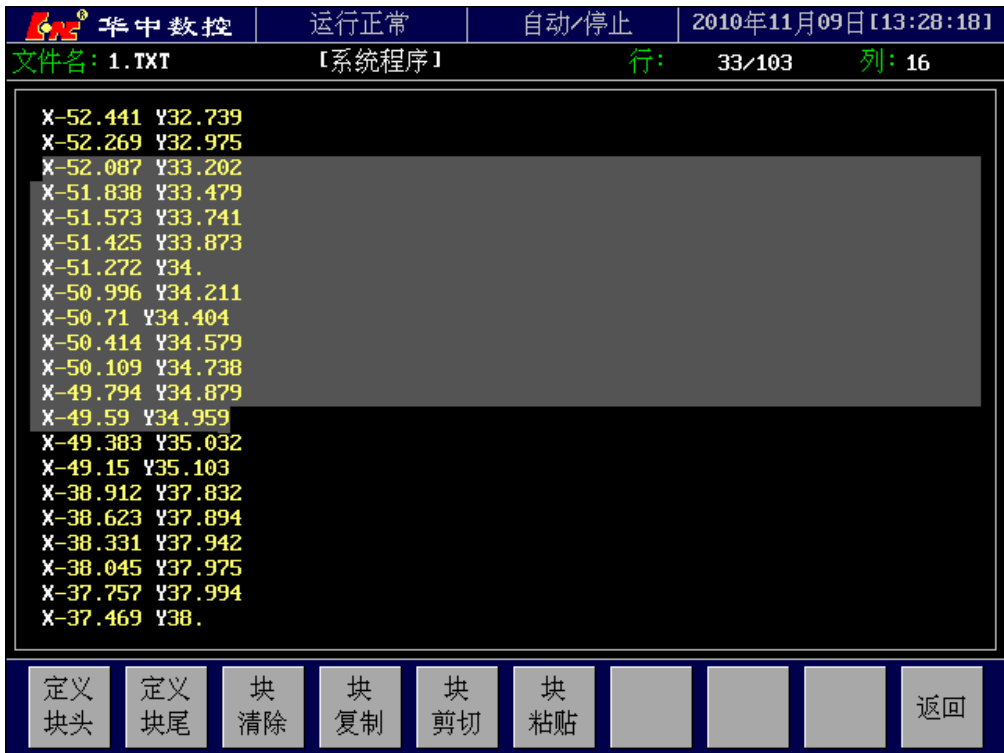 CNC® 华中数控 运行正常 自动/停止 2010年11月09日[13:28:18]
文件名: 1.TXT [系统程序] 行: 33/103 列: 16
X-52.441 Y32.739
X-52.269 Y32.975
X-52.087 Y33.202
X-51.838 Y33.479
X-51.573 Y33.741
X-51.425 Y33.873
X-51.272 Y34.
X-50.996 Y34.211
X-50.71 Y34.404
X-50.414 Y34.579
X-50.109 Y34.738
X-49.794 Y34.879
X-49.59 Y34.959
X-49.383 Y35.032
X-49.15 Y35.103
X-38.912 Y37.832
X-38.623 Y37.894
X-38.331 Y37.942
X-38.045 Y37.975
X-37.757 Y37.994
X-37.469 Y38.
定义 定义 块 块 块 块 返回
块头 块尾 清除 复制 剪切 粘贴